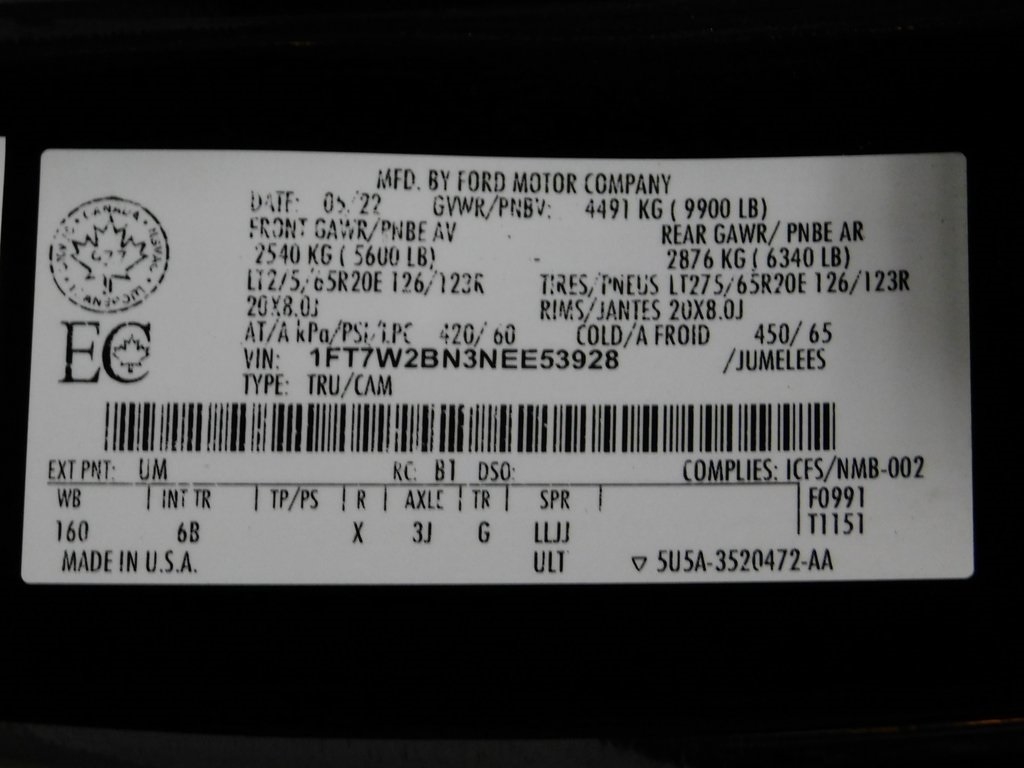 MFD. BY FORD MOTOR COMPANY
DATE: 05/22 GVWR/PNBV: 4491 KG ( 9900 LB)
FRONT GAWR/PNBE AV REAR GAWR/ PNBE AR
2540 KG ( 5600 LB) 2876 KG ( 6340 LB)
LT275/65R20E 126/123R TIRES/PNEUS LT275/65R20E 126/123R
20X8.0J RIMS/JANTES 20X8.0J
AT/A kPa/PSI/LPC 420/ 60 COLD/A FROID 450/ 65
VIN: 1FT7W2BN3NEE53928 /JUMELEES
TYPE: TRU/CAM
CANADA
EC
EXT PNT: UM RC: B1 DSO: COMPLIES: ICES/NMB-002
WB | INT TR | TP/PS | R | AXLE | TR | SPR | F0991
160 6B X 3J G LLJJ T1151
MADE IN U.S.A. ULT ▽ 5U5A-3520472-AA